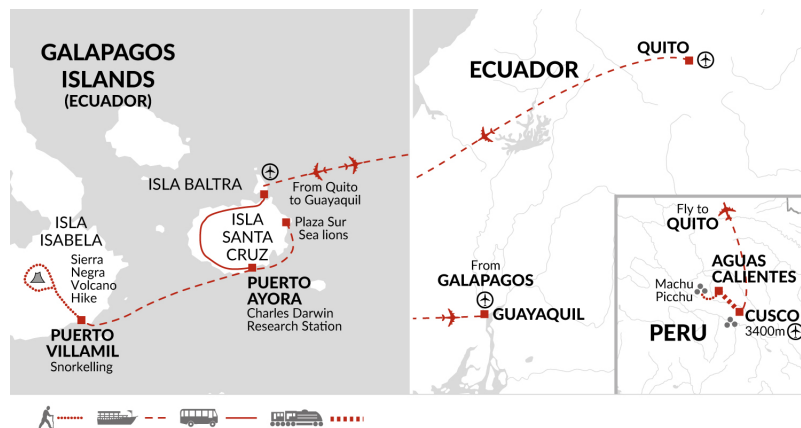 GALAPAGOS
ISLANDS
(ECUADOR)
ISLA BALTRA
From Quito
to Guayaquil
ISLA
SANTA
CRUZ
Plaza Sur
Sea lions
ISLA
ISABELA
Sierra
Negra
Volcano
Hike
PUERTO
AYORA
Charles Darwin
Research Station
PUERTO
VILLAMIL
Snorkelling
QUITO
ECUADOR
From
GALAPAGOS
GUAYAQUIL
Fly to
QUITO
AGUAS
CALIENTES
Machu
Picchu
CUSCO
3400m
PERU